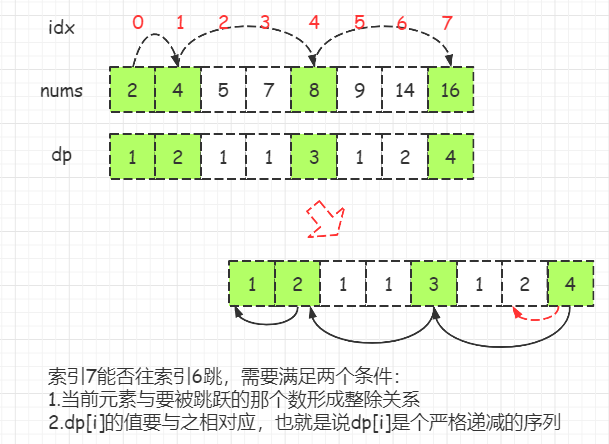 idx 0 1 2 3 4 5 6 7
nums 2 4 5 7 8 9 14 16
dp 1 2 1 1 3 1 2 4
1 2 1 1 3 1 2 4
索引7能否往索引6跳，需要满足两个条件：
1.当前元素与要被跳跃的那个数形成整除关系
2.dp[i]的值要与之相对应，也就是说dp[i]是个严格递减的序列